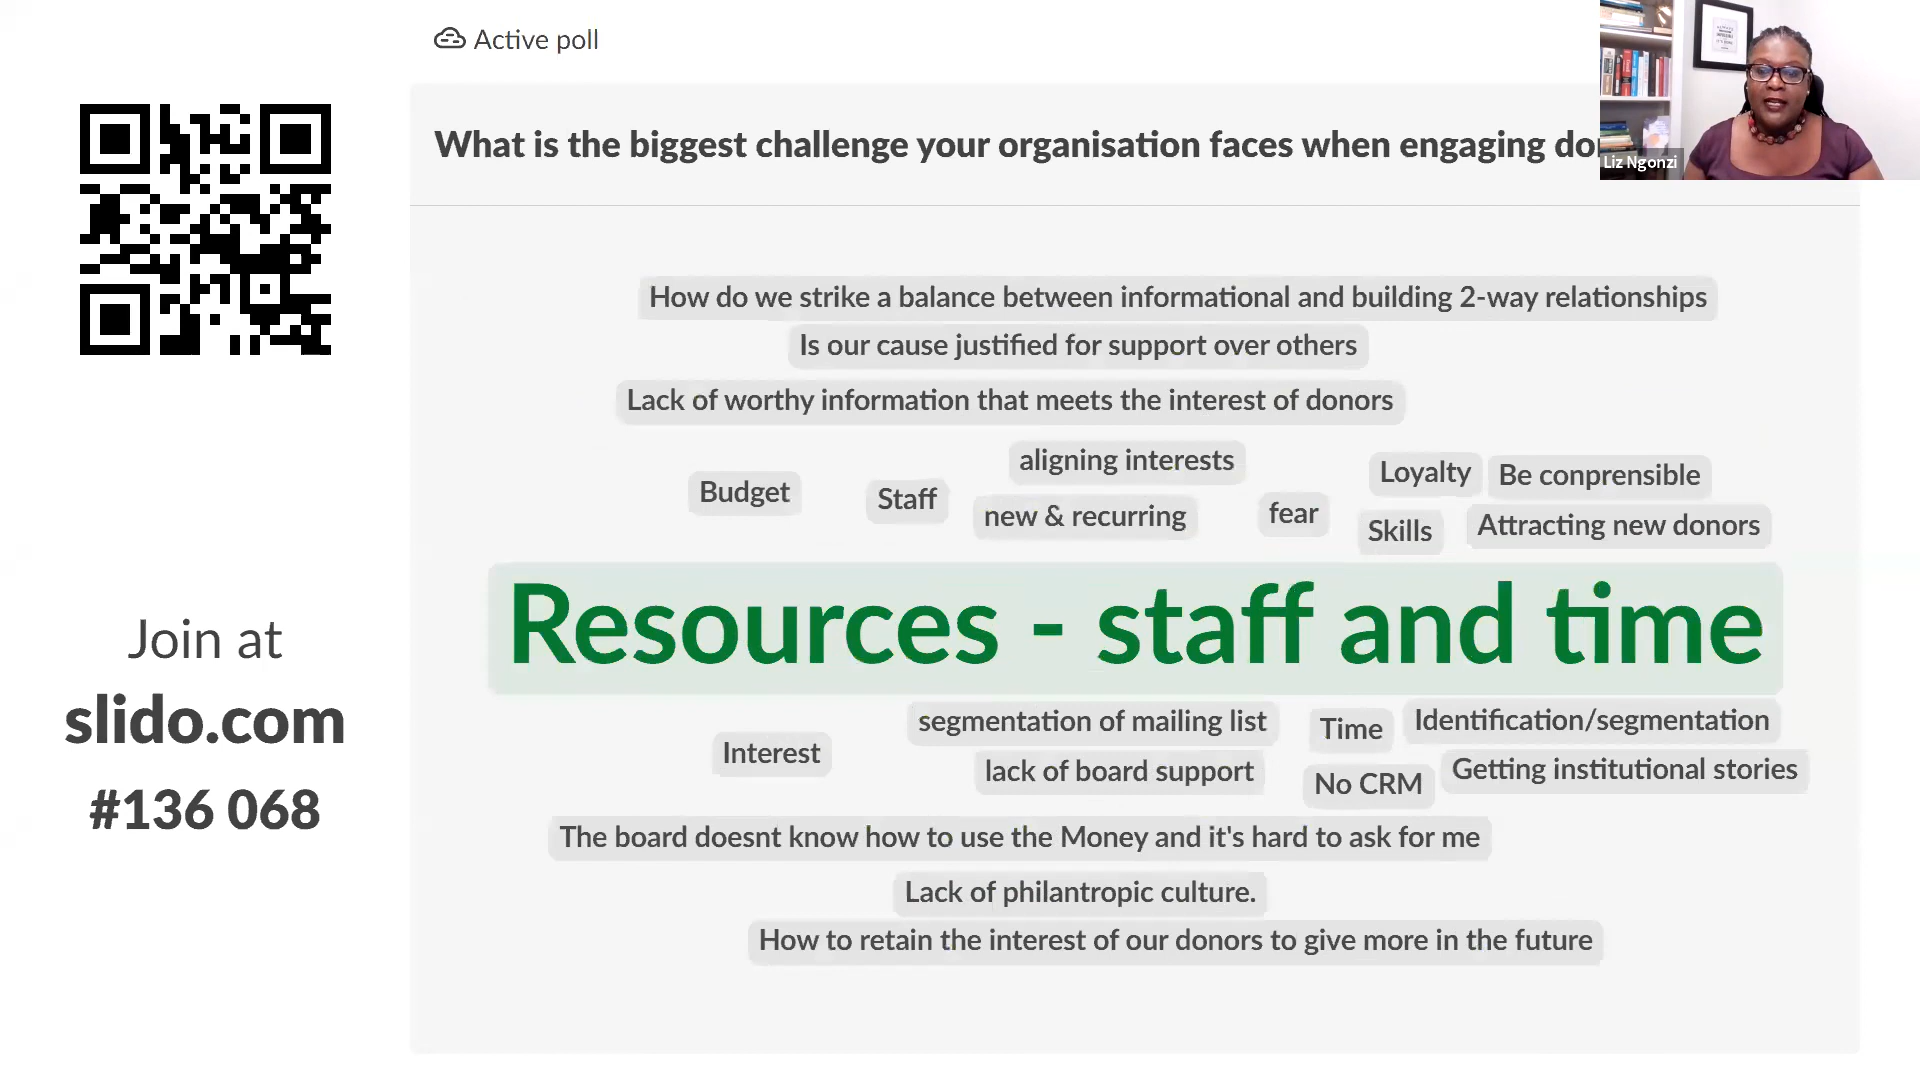 Active poll
What is the biggest challenge your organisation faces when engaging do
Liz Ngonzi
How do we strike a balance between informational and building 2-way relationships
Is our cause justified for support over others
Lack of worthy information that meets the interest of donors
aligning interests
Loyalty
Be conprensible
Budget
Staff
new & recurring
fear
Skills
Attracting new donors
Resources - staff and time
segmentation of mailing list
Time
Identification/segmentation
Interest
lack of board support
No CRM
Getting institutional stories
The board doesnt know how to use the Money and it's hard to ask for me
Lack of philantropic culture.
How to retain the interest of our donors to give more in the future
Join at
slido.com
#136 068